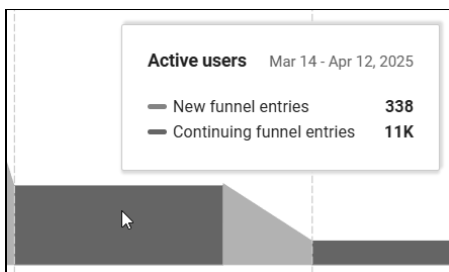 Active users Mar 14 - Apr 12, 2025
New funnel entries 338
Continuing funnel entries 11K